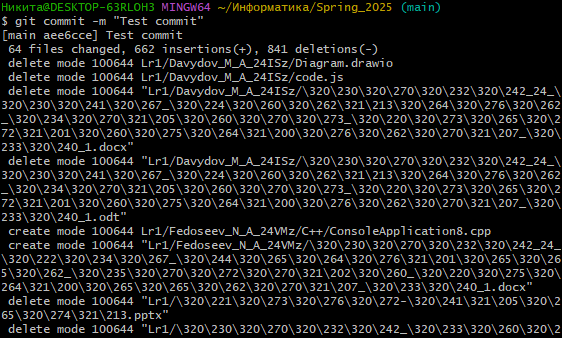 Никита@DESKTOP-63RLOH3 MINGW64 ~/Информатика/Spring_2025 (main)
$ git commit -m "Test commit"
[main aee6cce] Test commit
 64 files changed, 662 insertions(+), 841 deletions(-)
 delete mode 100644 Lr1/Davydov_M_A_24ISz/Diagram.drawio
 delete mode 100644 Lr1/Davydov_M_A_24ISz/code.js
 delete mode 100644 "Lr1/Davydov_M_A_24ISz/\320\230\320\270\320\232\320\242_24_\
320\230\320\241\320\267_\320\224\320\260\320\262\321\213\320\264\320\276\320\262
_\320\234\320\270\321\205\320\260\320\270\320\273_\320\220\320\273\320\265\320\2
72\321\201\320\260\320\275\320\264\321\200\320\276\320\262\320\270\321\207_\320\
233\320\240_1.docx"
 delete mode 100644 "Lr1/Davydov_M_A_24ISz/\320\230\320\270\320\232\320\242_24_\
320\230\320\241\320\267_\320\224\320\260\320\262\321\213\320\264\320\276\320\262
_\320\234\320\270\321\205\320\260\320\270\320\273_\320\220\320\273\320\265\320\2
72\321\201\320\260\320\275\320\264\321\200\320\276\320\262\320\270\321\207_\320\
233\320\240_1.odt"
 create mode 100644 Lr1/Fedoseev_N_A_24VMz/C++/ConsoleApplication8.cpp
 create mode 100644 "Lr1/Fedoseev_N_A_24VMz/\320\230\320\270\320\232\320\242_24_
\320\222\320\234\320\267_\320\244\320\265\320\264\320\276\321\201\320\265\320\26
5\320\262_\320\235\320\270\320\272\320\270\321\202\320\260_\320\220\320\275\320\
264\321\200\320\265\320\265\320\262\320\270\321\207_\320\233\320\240_1.docx"
 delete mode 100644 "Lr1/\320\221\320\273\320\276\320\272-\320\241\321\205\320\2
65\320\274\321\213.pptx"
 delete mode 100644 "Lr1/\320\230\320\270\320\232\320\242_\320\233\320\260\320\2